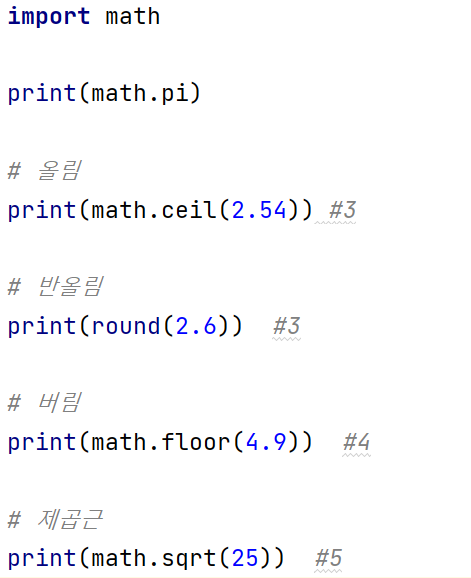 import math
print(math.pi)
# 올림
print(math.ceil(2.54)) #3
# 반올림
print(round(2.6))  #3
# 버림
print(math.floor(4.9))  #4
# 제곱근
print(math.sqrt(25))  #5